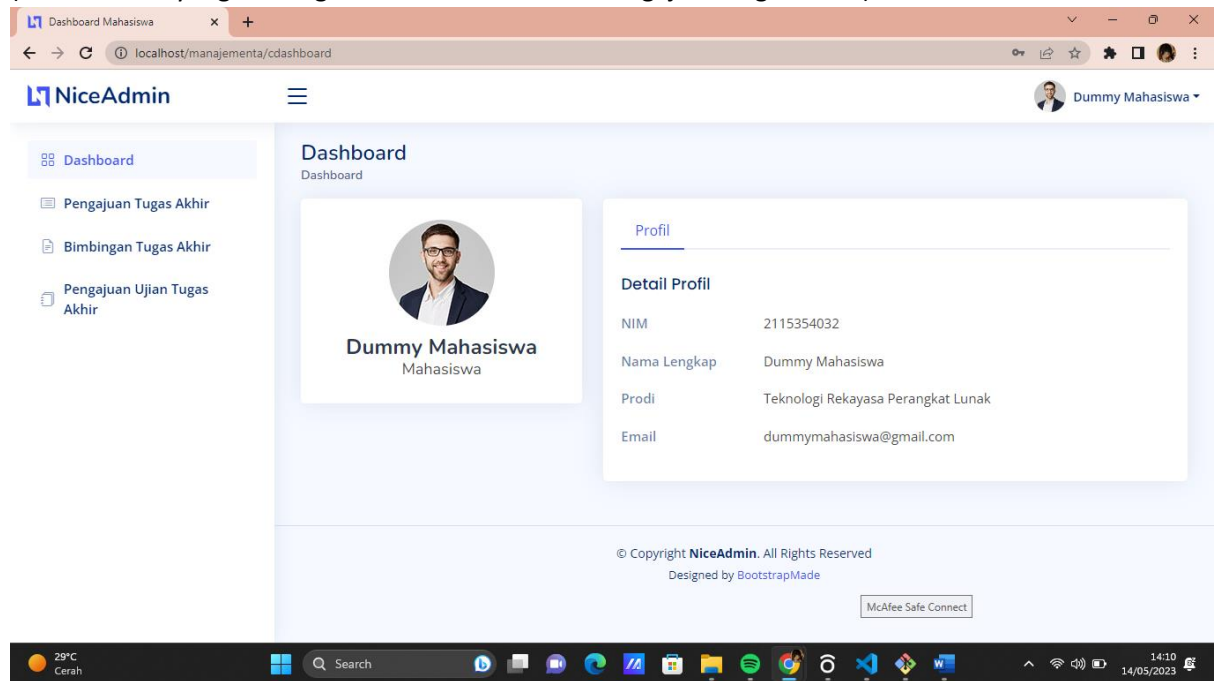 Dashboard Mahasiswa
localhost/manajementa/cdashboard
NiceAdmin
Dummy Mahasiswa
Dashboard
Pengajuan Tugas Akhir
Bimbingan Tugas Akhir
Pengajuan Ujian Tugas
Akhir
Dashboard
Dashboard
Dummy Mahasiswa
Mahasiswa
Profil
Detail Profil
NIM 2115354032
Nama Lengkap Dummy Mahasiswa
Prodi Teknologi Rekayasa Perangkat Lunak
Email dummymahasiswa@gmail.com
© Copyright NiceAdmin. All Rights Reserved
Designed by BootstrapMade
McAfee Safe Connect
29°C
Cerah
Search
14:10
14/05/2023